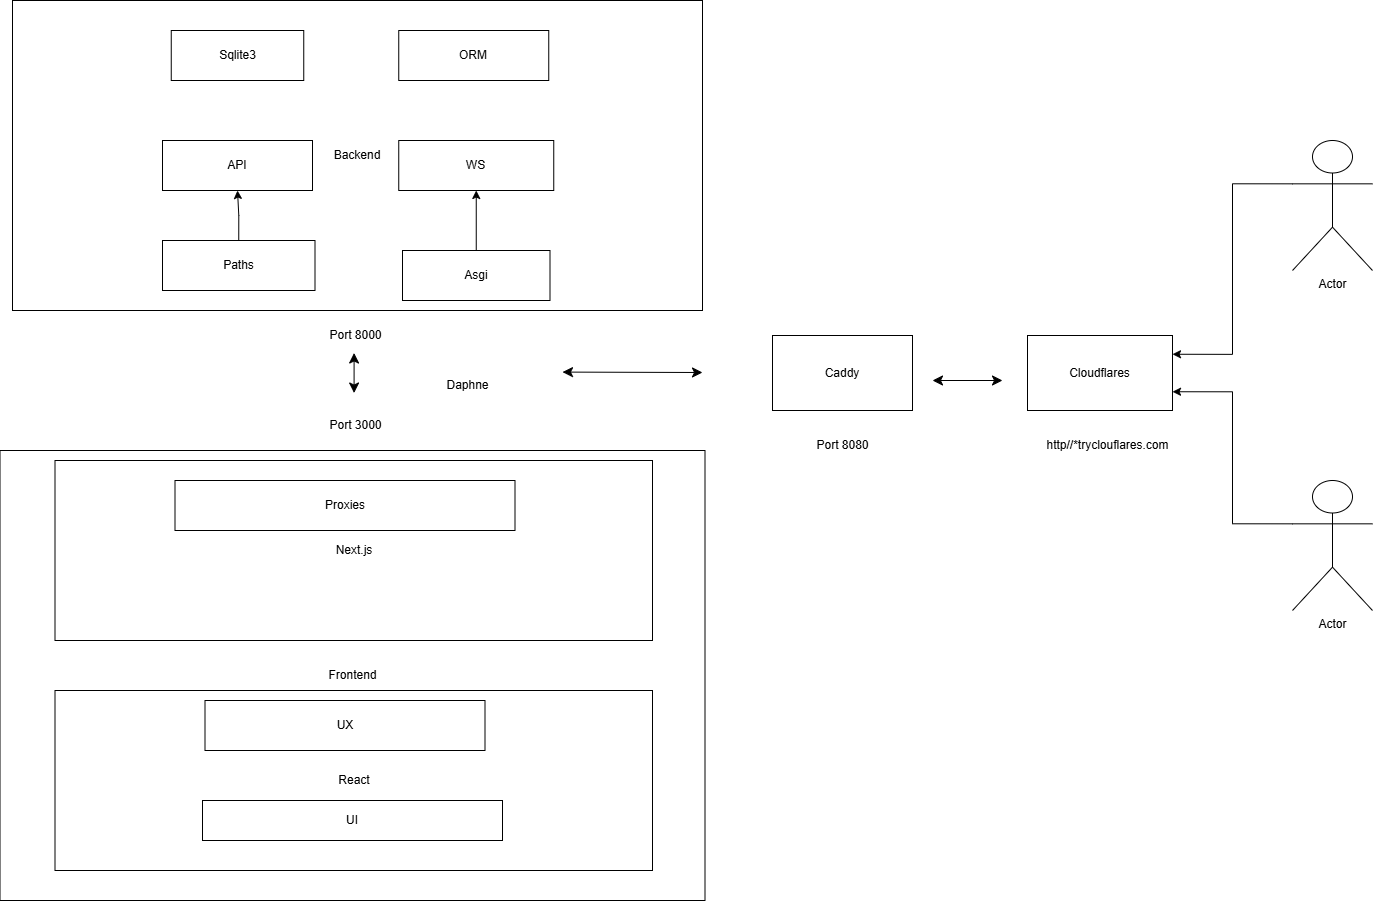 Sqlite3
ORM
API
Backend
WS
Paths
Asgi
Port 8000
Daphne
Port 3000
Proxies
Next.js
Frontend
UX
React
UI
Caddy
Port 8080
Cloudflares
http//*tryclouflares.com
Actor
Actor